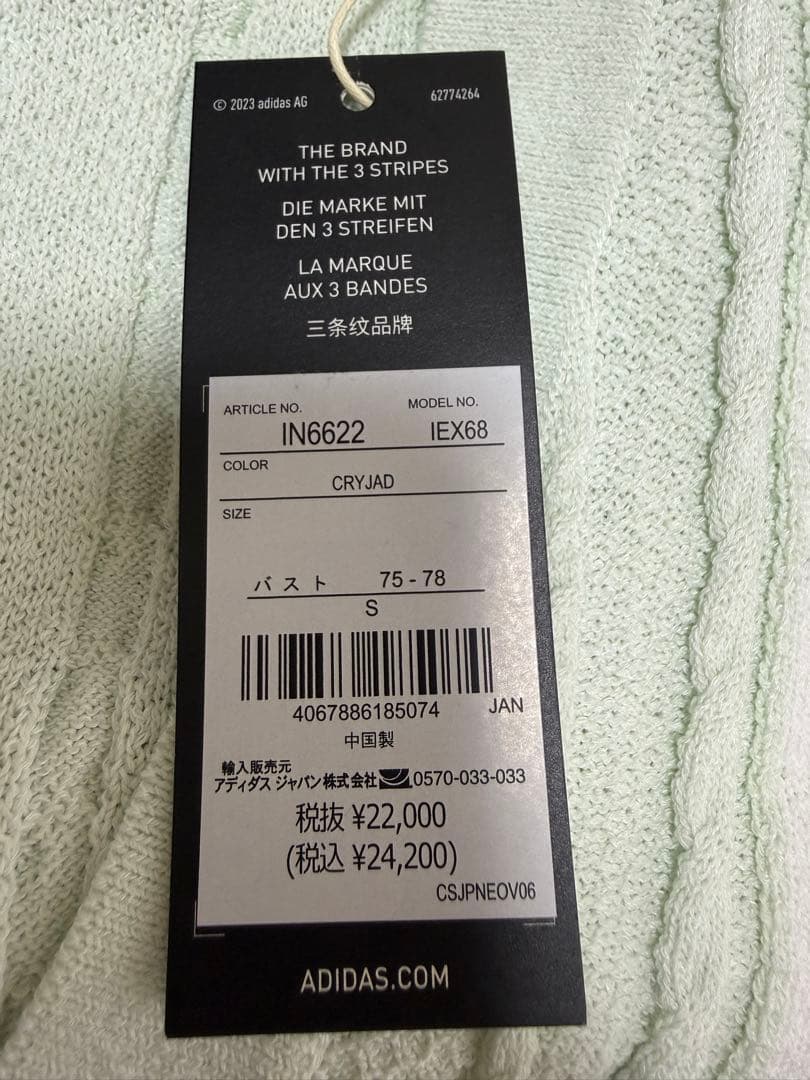 © 2023 adidas AG 62774264
THE BRAND
WITH THE 3 STRIPES
DIE MARKE MIT
DEN 3 STREIFEN
LA MARQUE
AUX 3 BANDES
三条纹品牌
ARTICLE NO. MODEL NO.
IN6622 IEX68
COLOR
CRYJAD
SIZE
バスト 75 - 78
S
4067886185074 JAN
中国製
輸入販売元
アディダス ジャパン株式会社 0570-033-033
税抜 ¥22,000
(税込 ¥24,200)
CSJPNEOV06
ADIDAS.COM